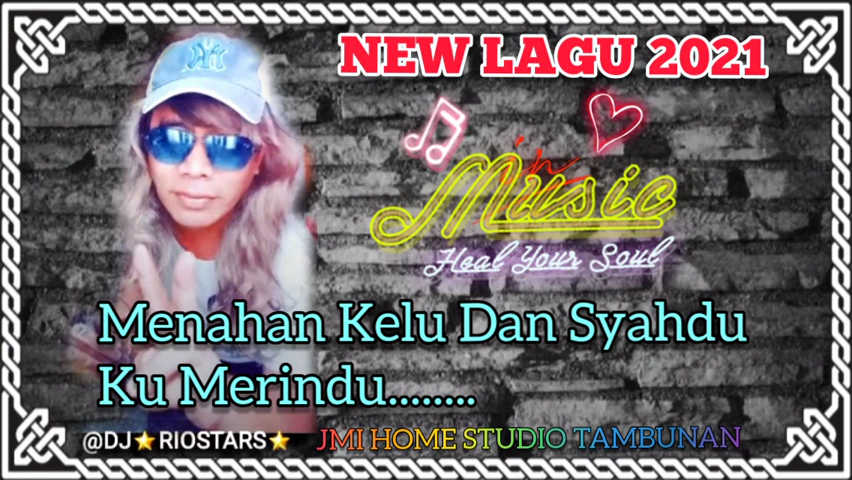 NEW LAGU 2021
in
Music
Heal Your Soul
Menahan Kelu Dan Syahdu
Ku Merindu........
@DJ⭐RIOSTARS⭐
JMI HOME STUDIO TAMBUNAN